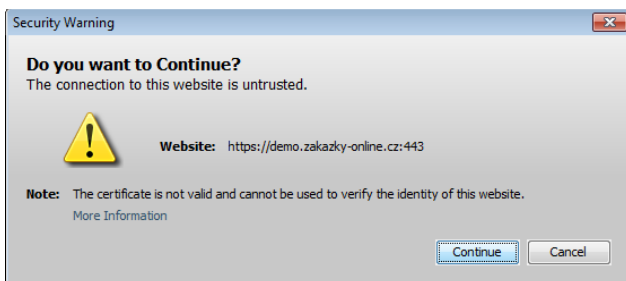 Security Warning
Do you want to Continue?
The connection to this website is untrusted.
Website: https://demo.zakazky-online.cz:443
Note: The certificate is not valid and cannot be used to verify the identity of this website.
More Information
Continue Cancel